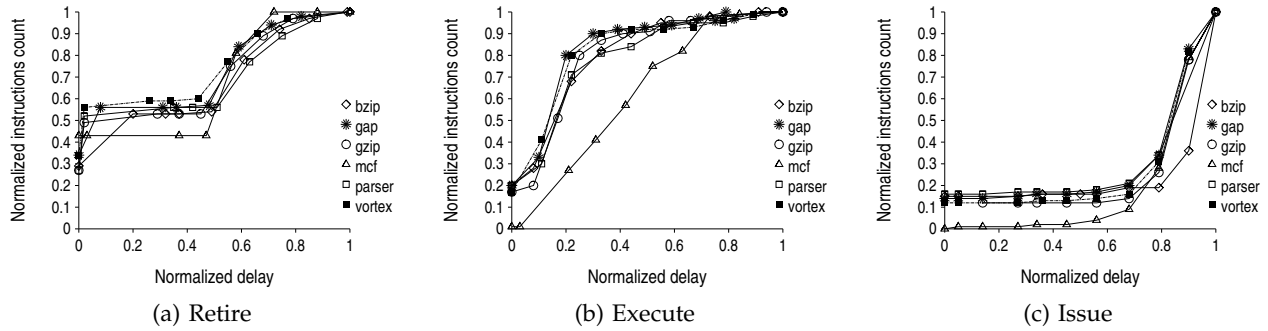 Normalized instructions count
1
0.9
0.8
0.7
0.6
0.5
0.4
0.3
0.2
0.1
0
0
0.2
0.4
0.6
0.8
1
Normalized delay
bzip
gap
gzip
mcf
parser
vortex
(a) Retire
Normalized instructions count
1
0.9
0.8
0.7
0.6
0.5
0.4
0.3
0.2
0.1
0
0
0.2
0.4
0.6
0.8
1
Normalized delay
bzip
gap
gzip
mcf
parser
vortex
(b) Execute
Normalized instructions count
1
0.9
0.8
0.7
0.6
0.5
0.4
0.3
0.2
0.1
0
0
0.2
0.4
0.6
0.8
1
Normalized delay
bzip
gap
gzip
mcf
parser
vortex
(c) Issue